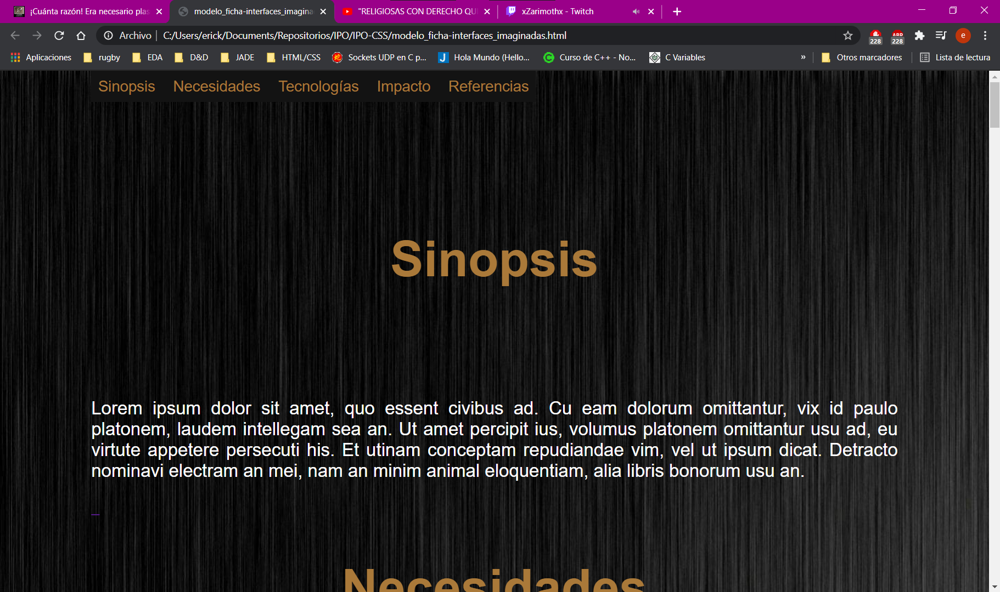 ¡Cuánta razón! Era necesario plas
modelo_ficha-interfaces_imagina
"RELIGIOSAS CON DERECHO QU
xZarimothx - Twitch
Archivo
C:/Users/erick/Documents/Repositorios/IPO/IPO-CSS/modelo_ficha-interfaces_imaginadas.html
228
ABP
228
e
Aplicaciones
rugby
EDA
D&D
JADE
HTML/CSS
Sockets UDP en C p...
Hola Mundo (Hello...
Curso de C++ - No...
C Variables
»
Otros marcadores
Lista de lectura
Sinopsis Necesidades Tecnologías Impacto Referencias
Sinopsis
Lorem ipsum dolor sit amet, quo essent civibus ad. Cu eam dolorum omittantur, vix id paulo
platonem, laudem intellegam sea an. Ut amet percipit ius, volumus platonem omittantur usu ad, eu
virtute appetere persecuti his. Et utinam conceptam repudiandae vim, vel ut ipsum dicat. Detracto
nominavi electram an mei, nam an minim animal eloquentiam, alia libris bonorum usu an.
Necesidades